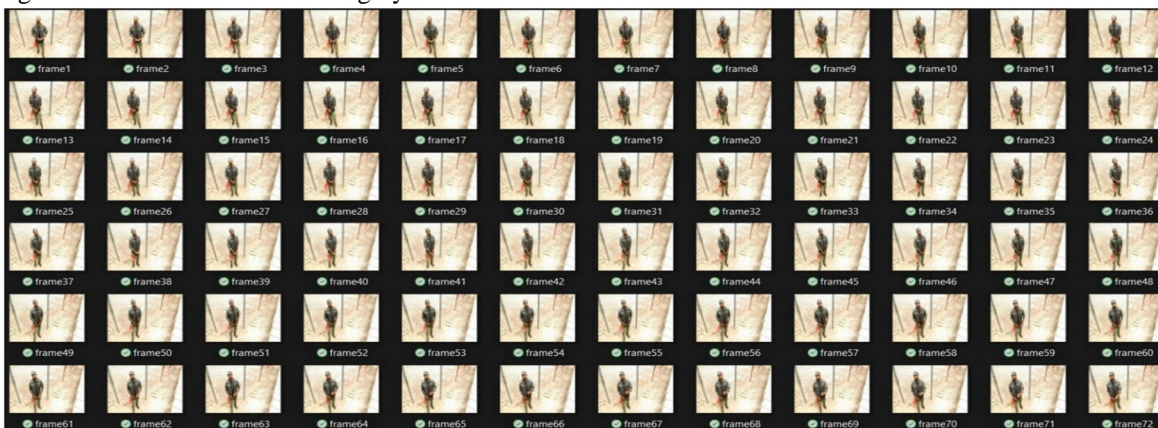 frame1 frame2 frame3 frame4 frame5 frame6 frame7 frame8 frame9 frame10 frame11 frame12
frame13 frame14 frame15 frame16 frame17 frame18 frame19 frame20 frame21 frame22 frame23 frame24
frame25 frame26 frame27 frame28 frame29 frame30 frame31 frame32 frame33 frame34 frame35 frame36
frame37 frame38 frame39 frame40 frame41 frame42 frame43 frame44 frame45 frame46 frame47 frame48
frame49 frame50 frame51 frame52 frame53 frame54 frame55 frame56 frame57 frame58 frame59 frame60
frame61 frame62 frame63 frame64 frame65 frame66 frame67 frame68 frame69 frame70 frame71 frame72